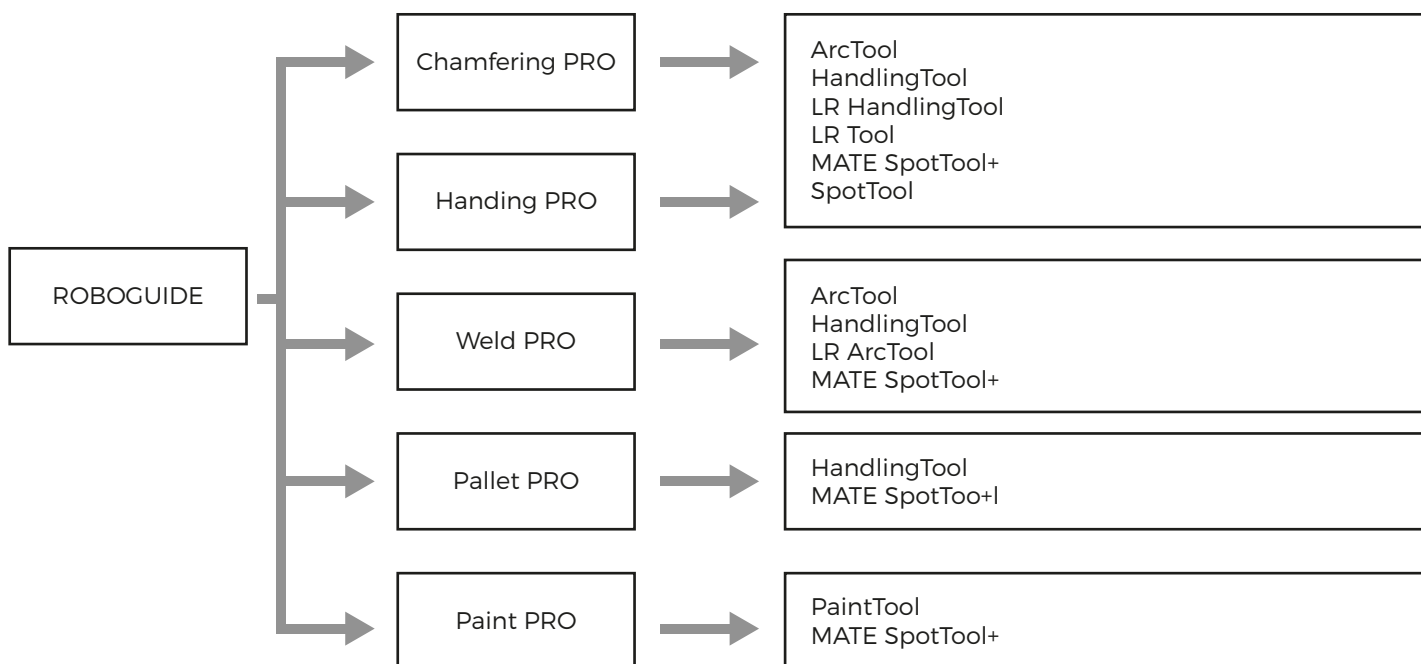 ROBOGUIDE
Chamfering PRO
Handing PRO
Weld PRO
Pallet PRO
Paint PRO
ArcTool
HandlingTool
LR HandlingTool
LR Tool
MATE SpotTool+
SpotTool
ArcTool
HandlingTool
LR ArcTool
MATE SpotTool+
HandlingTool
MATE SpotToo+l
PaintTool
MATE SpotTool+